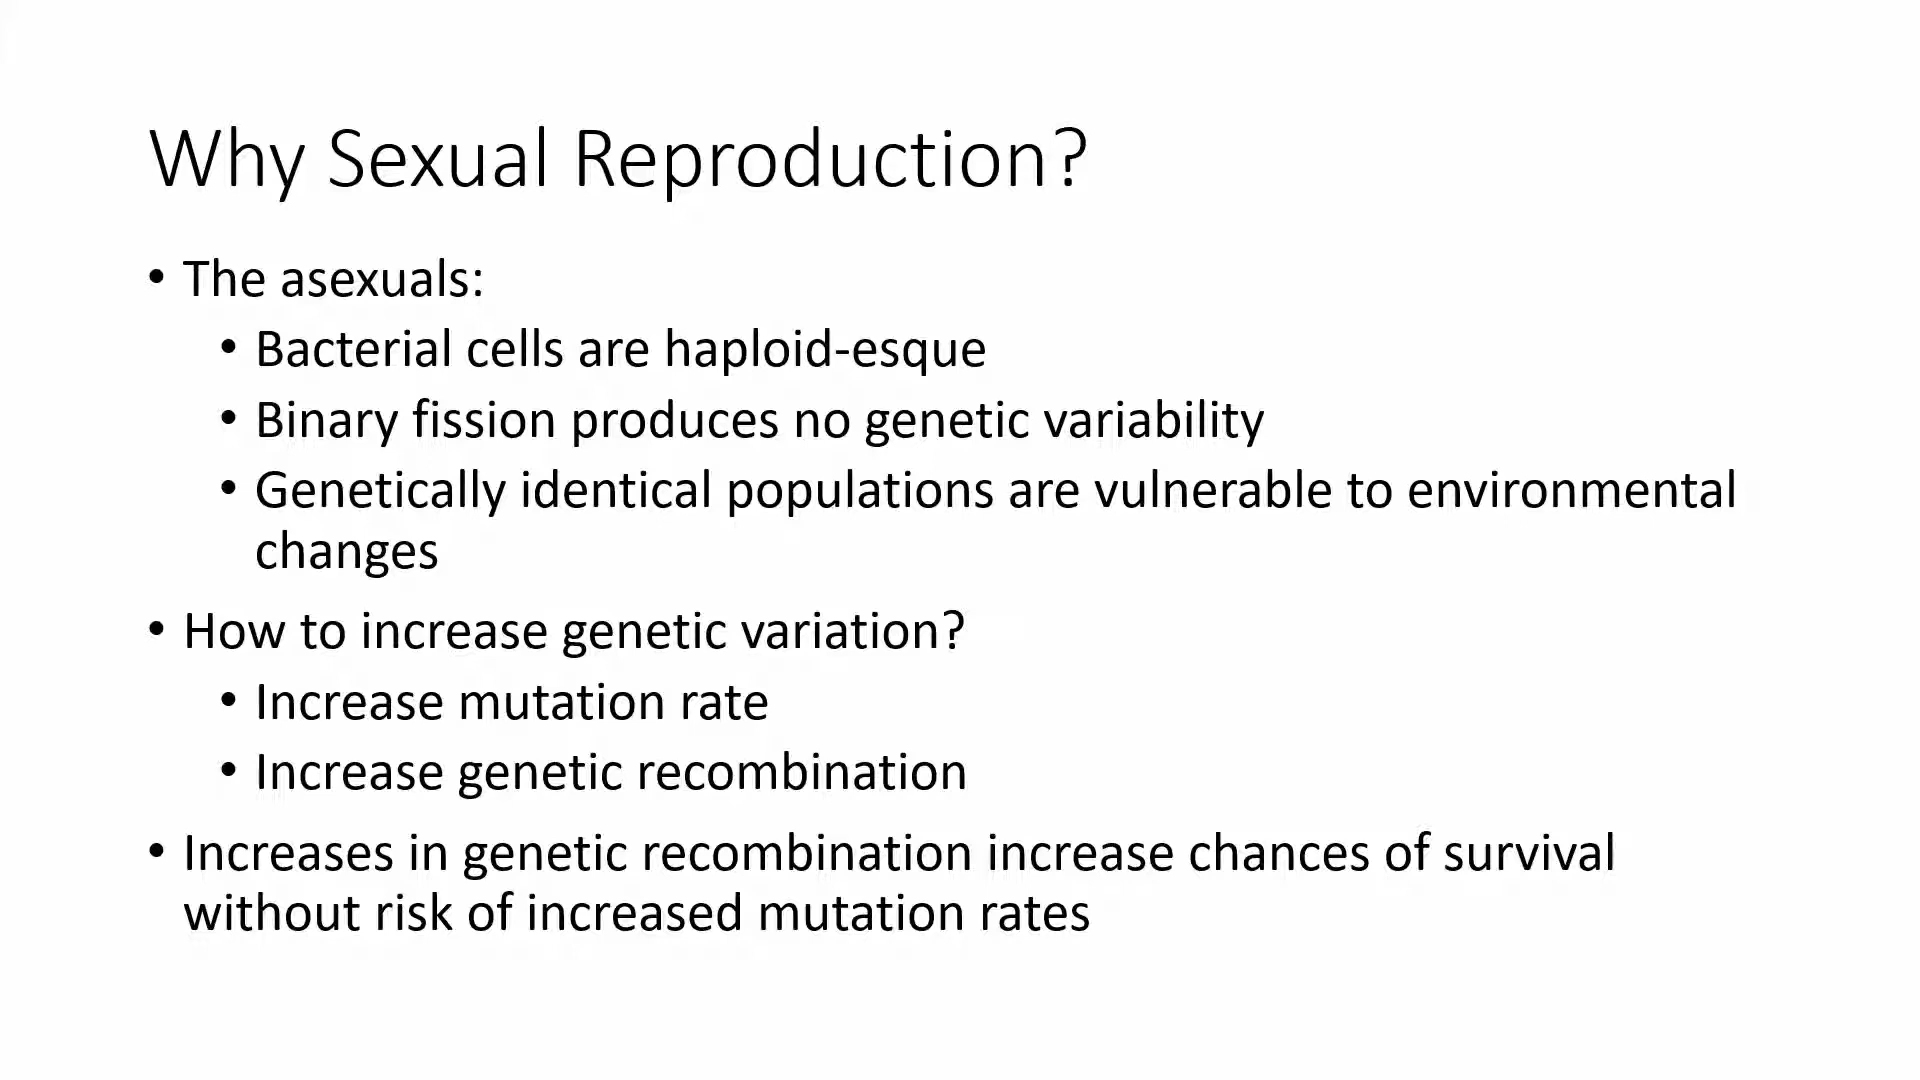 Why Sexual Reproduction?
• The asexuals:
• Bacterial cells are haploid-esque
• Binary fission produces no genetic variability
• Genetically identical populations are vulnerable to environmental
changes
• How to increase genetic variation?
• Increase mutation rate
• Increase genetic recombination
• Increases in genetic recombination increase chances of survival
without risk of increased mutation rates